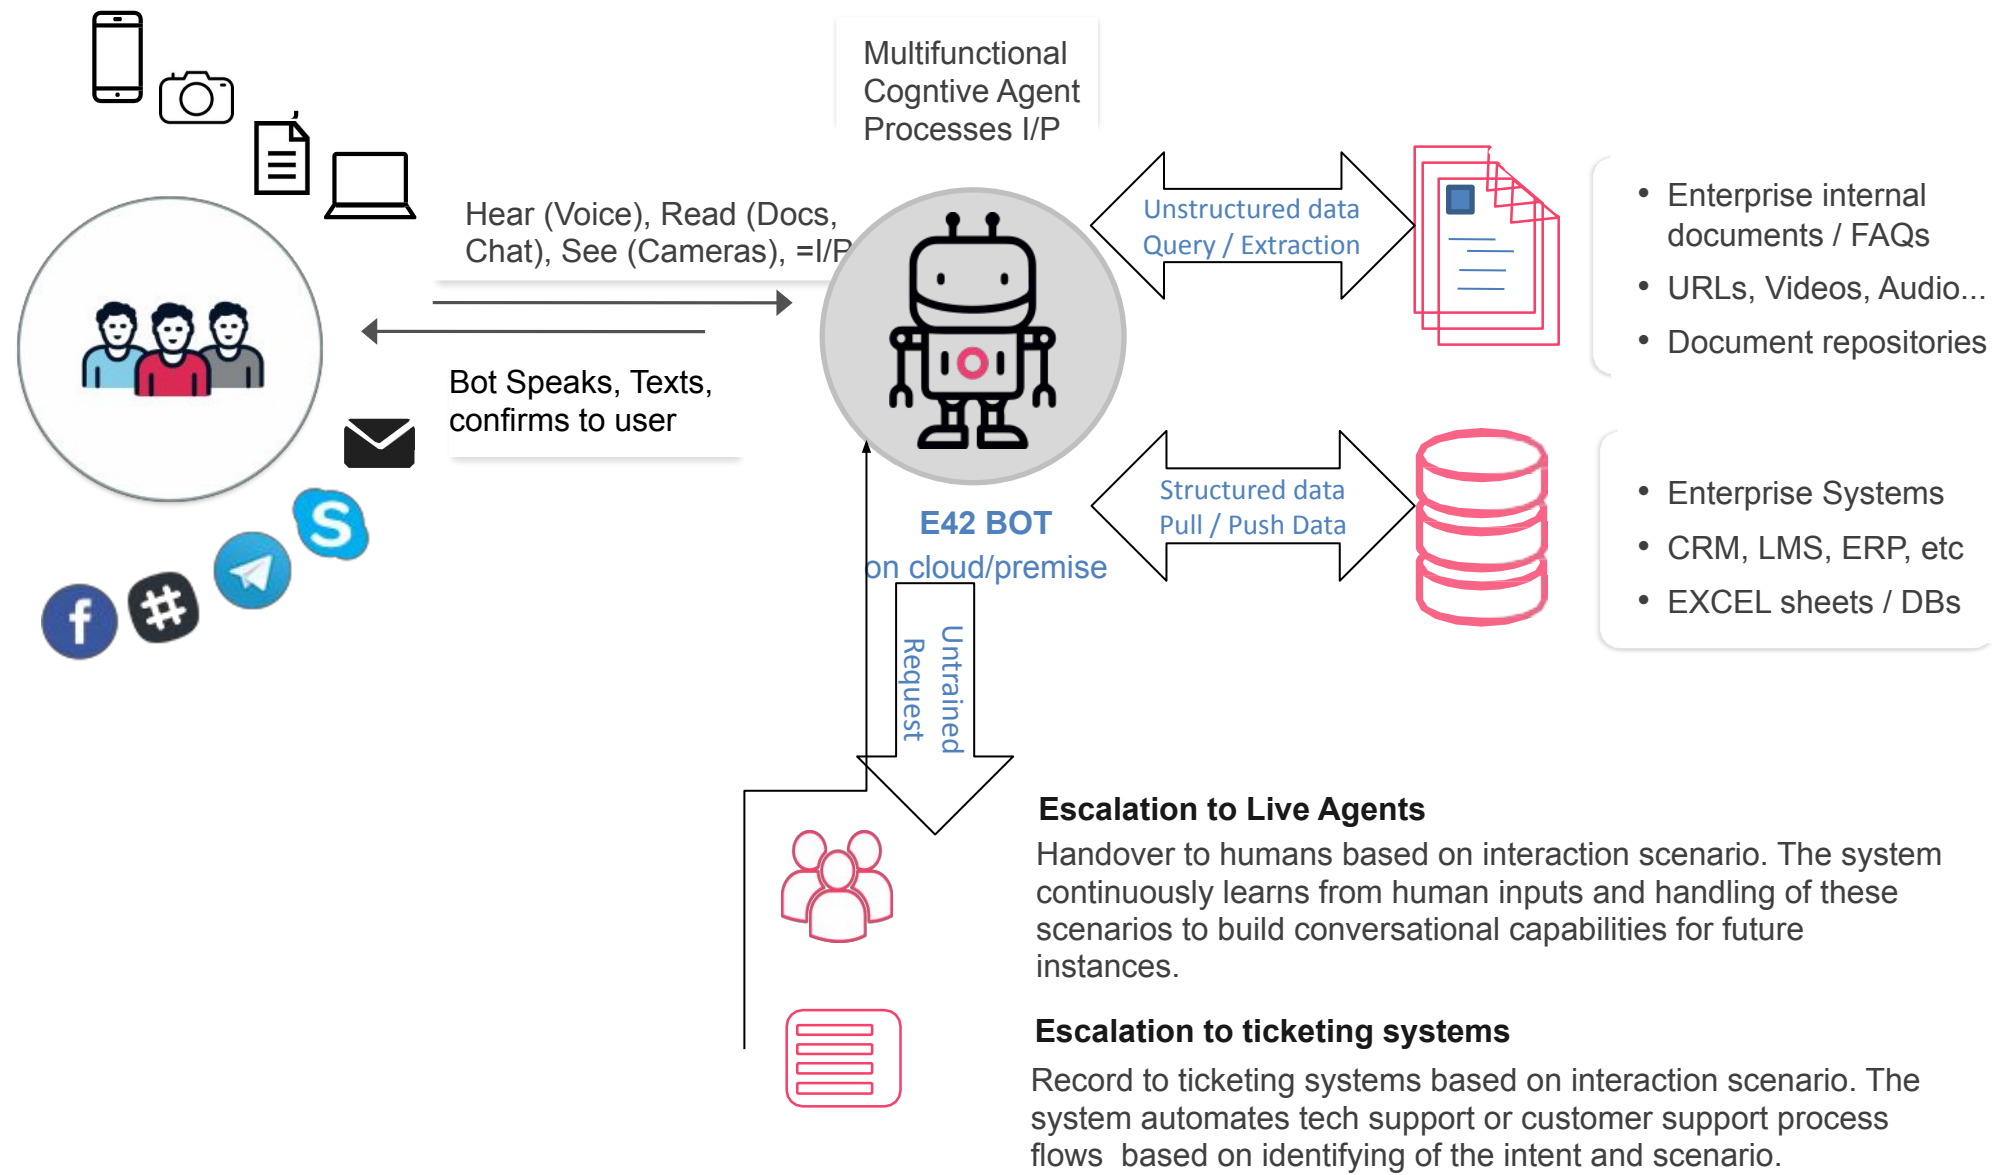 Multifunctional
Cogntive Agent
Processes I/P
Hear (Voice), Read (Docs,
Chat), See (Cameras), =I/P
Bot Speaks, Texts,
confirms to user
E42 BOT
on cloud/premise
Unstructured data
Query / Extraction
• Enterprise internal
documents / FAQs
• URLs, Videos, Audio...
• Document repositories
Structured data
Pull / Push Data
• Enterprise Systems
• CRM, LMS, ERP, etc
• EXCEL sheets / DBs
Untrained
Request
Escalation to Live Agents
Handover to humans based on interaction scenario. The system
continuously learns from human inputs and handling of these
scenarios to build conversational capabilities for future
instances.
Escalation to ticketing systems
Record to ticketing systems based on interaction scenario. The
system automates tech support or customer support process
flows  based on identifying of the intent and scenario.